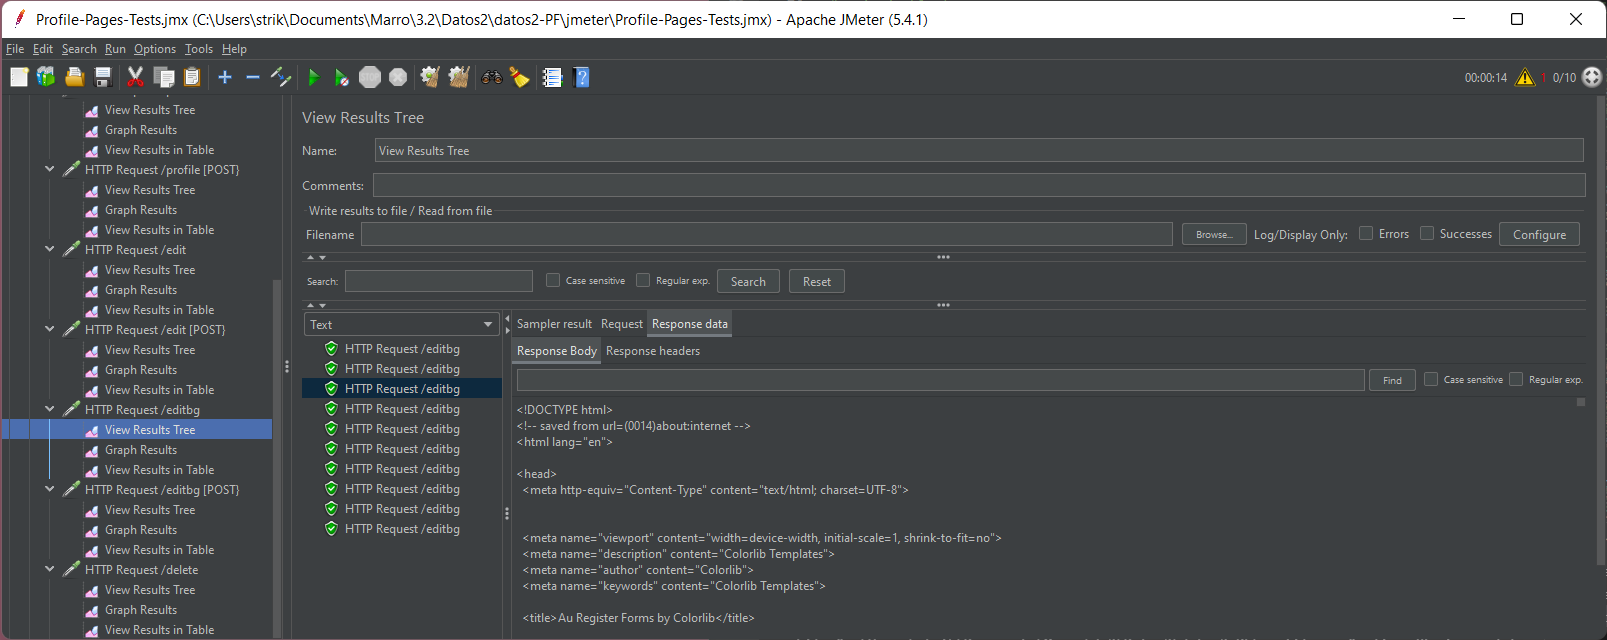 Profile-Pages-Tests.jmx (C:\Users\strik\Documents\Marro\3.2\Datos2\datos2-PF\jmeter\Profile-Pages-Tests.jmx) - Apache JMeter (5.4.1)
File Edit Search Run Options Tools Help
STOP
00:00:14 1 0/10
View Results Tree
Graph Results
View Results in Table
HTTP Request /profile [POST}
View Results Tree
Graph Results
View Results in Table
HTTP Request /edit
View Results Tree
Graph Results
View Results in Table
HTTP Request /edit [POST}
View Results Tree
Graph Results
View Results in Table
HTTP Request /editbg
View Results Tree
Graph Results
View Results in Table
HTTP Request /editbg [POST}
View Results Tree
Graph Results
View Results in Table
HTTP Request /delete
View Results Tree
Graph Results
View Results in Table
View Results Tree
Name: View Results Tree
Comments:
Write results to file / Read from file
Filename Browse... Log/Display Only: Errors Successes Configure
Search: Case sensitive Regular exp. Search Reset
Text
HTTP Request /editbg
HTTP Request /editbg
HTTP Request /editbg
HTTP Request /editbg
HTTP Request /editbg
HTTP Request /editbg
HTTP Request /editbg
HTTP Request /editbg
HTTP Request /editbg
HTTP Request /editbg
Sampler result Request Response data
Response Body Response headers
Find Case sensitive Regular exp.
<!DOCTYPE html>
<!-- saved from url=(0014)about:internet -->
<html lang="en">
<head>
<meta http-equiv="Content-Type" content="text/html; charset=UTF-8">
<meta name="viewport" content="width=device-width, initial-scale=1, shrink-to-fit=no">
<meta name="description" content="Colorlib Templates">
<meta name="author" content="Colorlib">
<meta name="keywords" content="Colorlib Templates">
<title>Au Register Forms by Colorlib</title>